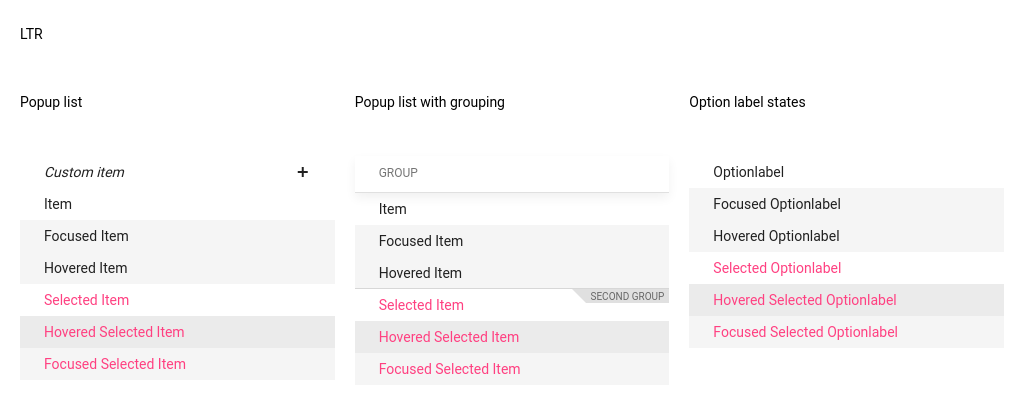 LTR
Popup list
Custom item +
Item
Focused Item
Hovered Item
Selected Item
Hovered Selected Item
Focused Selected Item
Popup list with grouping
GROUP
Item
Focused Item
Hovered Item
SECOND GROUP
Selected Item
Hovered Selected Item
Focused Selected Item
Option label states
Optionlabel
Focused Optionlabel
Hovered Optionlabel
Selected Optionlabel
Hovered Selected Optionlabel
Focused Selected Optionlabel